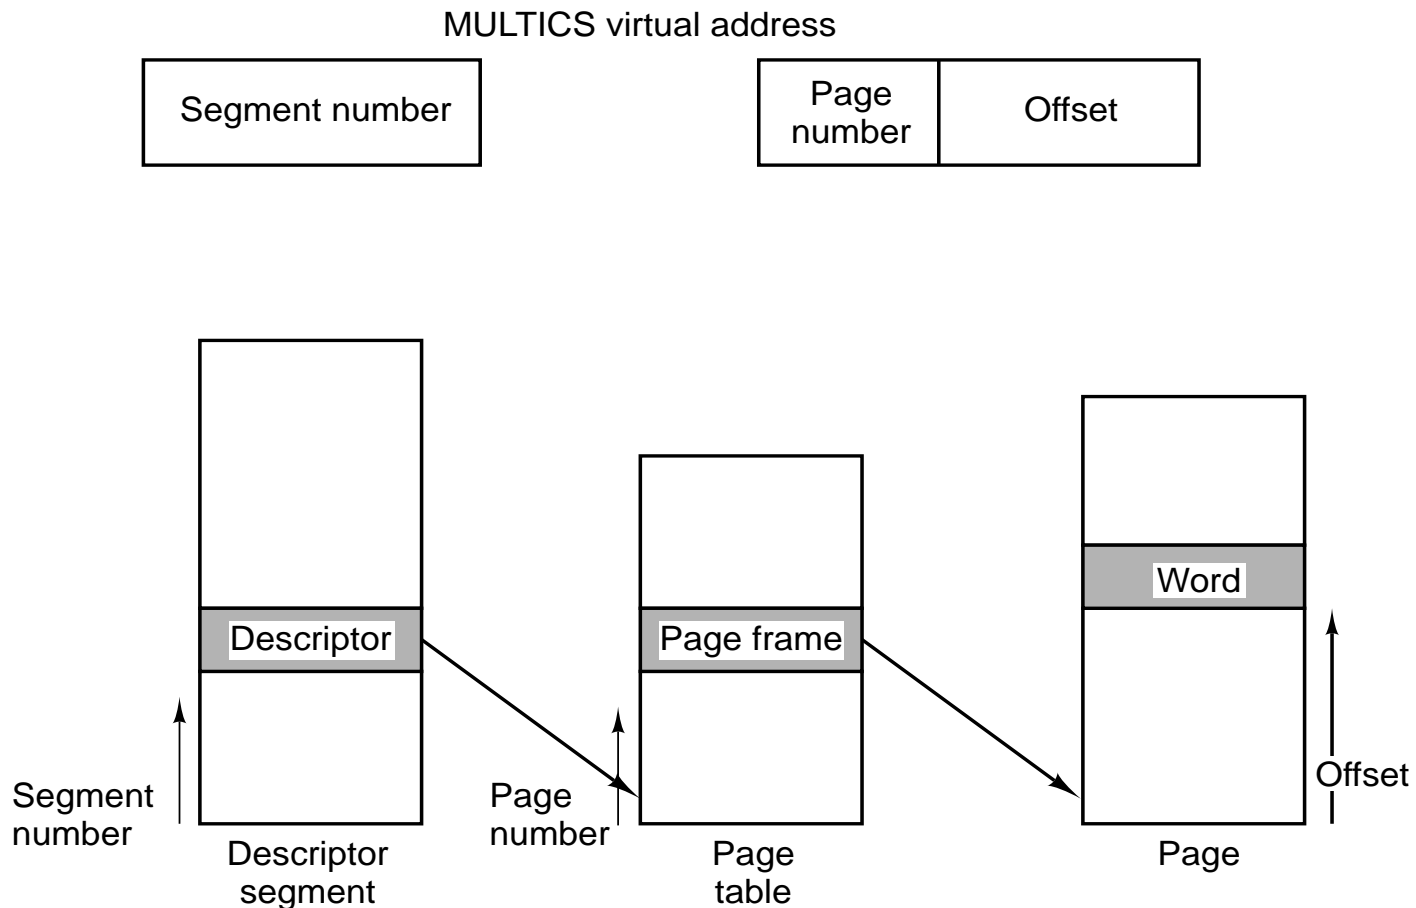 MULTICS virtual address
Segment number
Page
number
Offset
Descriptor
Page frame
Word
Segment
number
Page
number
Offset
Descriptor
segment
Page
table
Page